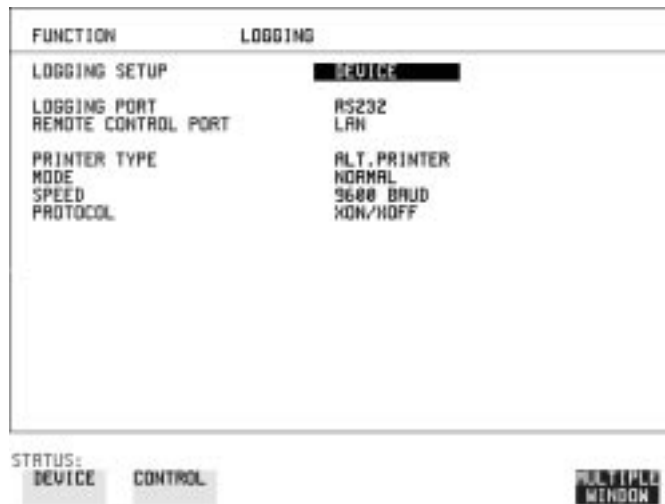 FUNCTION LOGGING
LOGGING SETUP DEVICE
LOGGING PORT RS232
REMOTE CONTROL PORT LAN
PRINTER TYPE ALT.PRINTER
MODE NORMAL
SPEED 9600 BAUD
PROTOCOL XON/XOFF
STATUS:
DEVICE CONTROL MULTIPLE
WINDOW